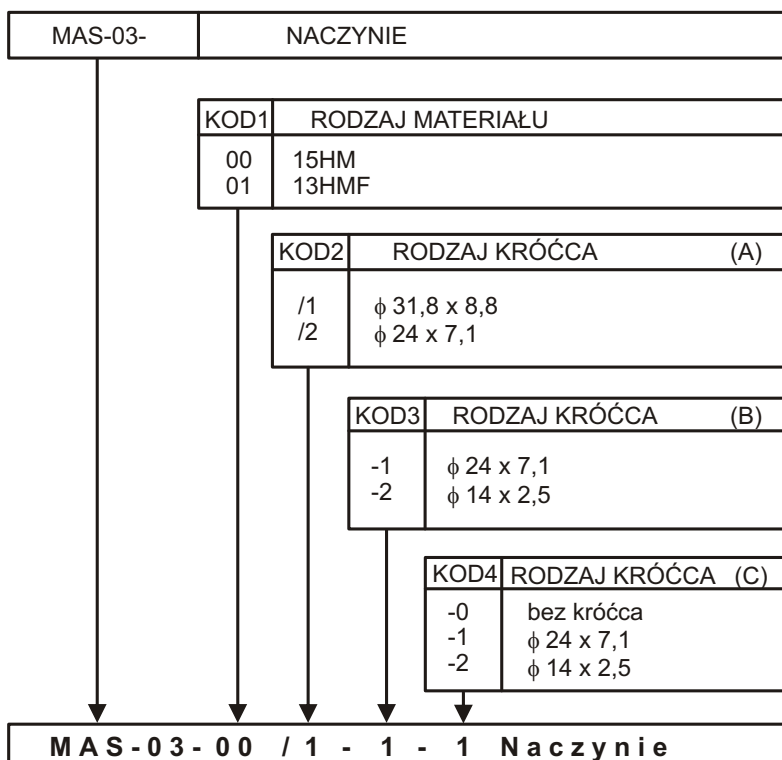 MAS-03- NACZYNIE
KOD1 RODZAJ MATERIAŁU
00 15HM
01 13HMF
KOD2 RODZAJ KRÓĆCA (A)
/1 ϕ 31,8 x 8,8
/2 ϕ 24 x 7,1
KOD3 RODZAJ KRÓĆCA (B)
-1 ϕ 24 x 7,1
-2 ϕ 14 x 2,5
KOD4 RODZAJ KRÓĆCA (C)
-0 bez króćca
-1 ϕ 24 x 7,1
-2 ϕ 14 x 2,5
MAS-03-00 /1 - 1 - 1 Naczynie